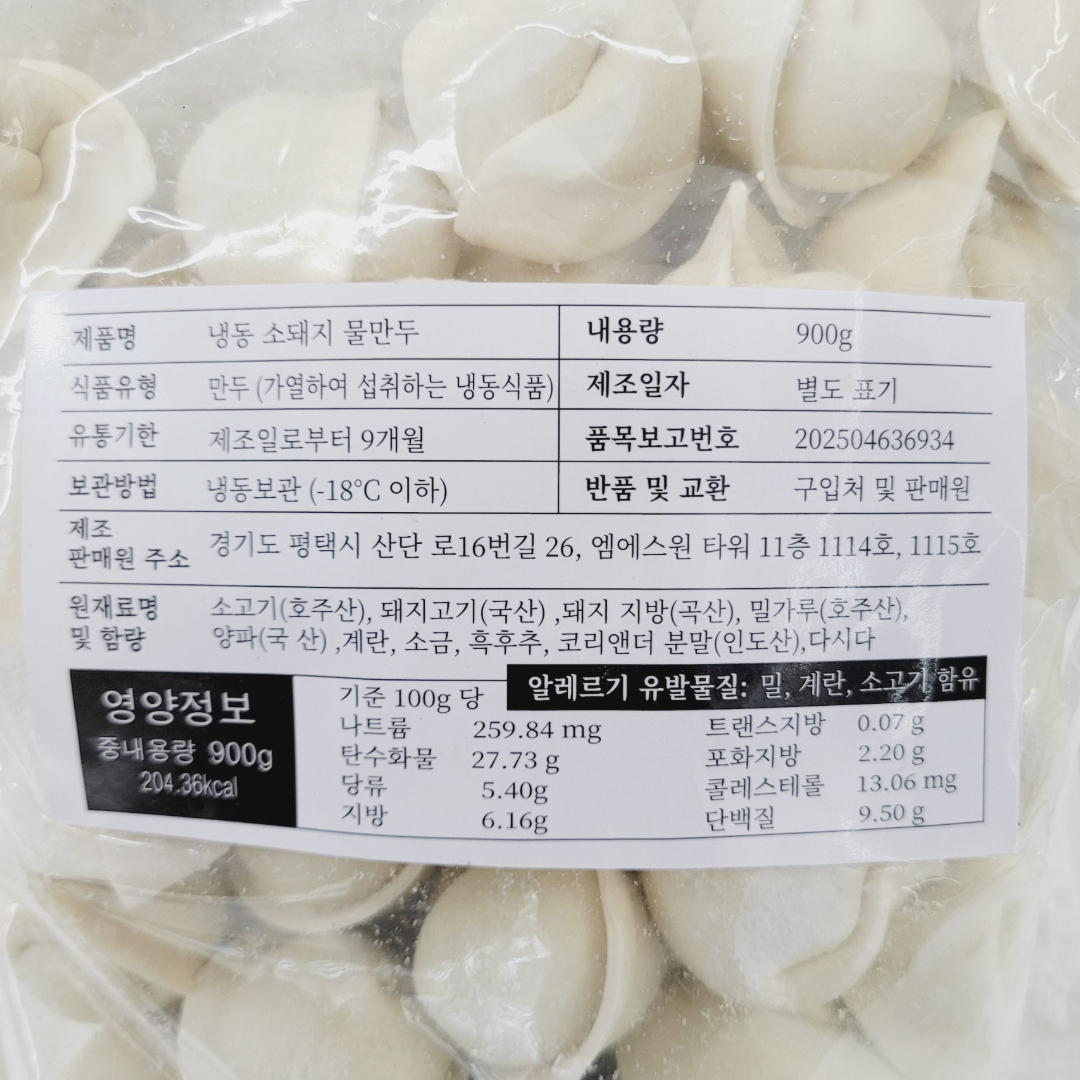 제품명 냉동 소돼지 물만두 내용량 900g
식품유형 만두 (가열하여 섭취하는 냉동식품) 제조일자 별도 표기
유통기한 제조일로부터 9개월 품목보고번호 202504636934
보관방법 냉동보관 (-18°C 이하) 반품 및 교환 구입처 및 판매원
제조
판매원 주소 경기도 평택시 산단 로16번길 26, 엠에스원 타워 11층 1114호, 1115호
원재료명 소고기(호주산), 돼지고기(국산) ,돼지 지방(곡산), 밀가루(호주산),
및 함량 양파(국 산) ,계란, 소금, 흑후추, 코리앤더 분말(인도산),다시다
알레르기 유발물질: 밀, 계란, 소고기 함유
영양정보
중내용량 900g
204.36kcal
기준 100g 당
나트륨 259.84 mg 트랜스지방 0.07 g
탄수화물 27.73 g 포화지방 2.20 g
당류 5.40g 콜레스테롤 13.06 mg
지방 6.16g 단백질 9.50 g